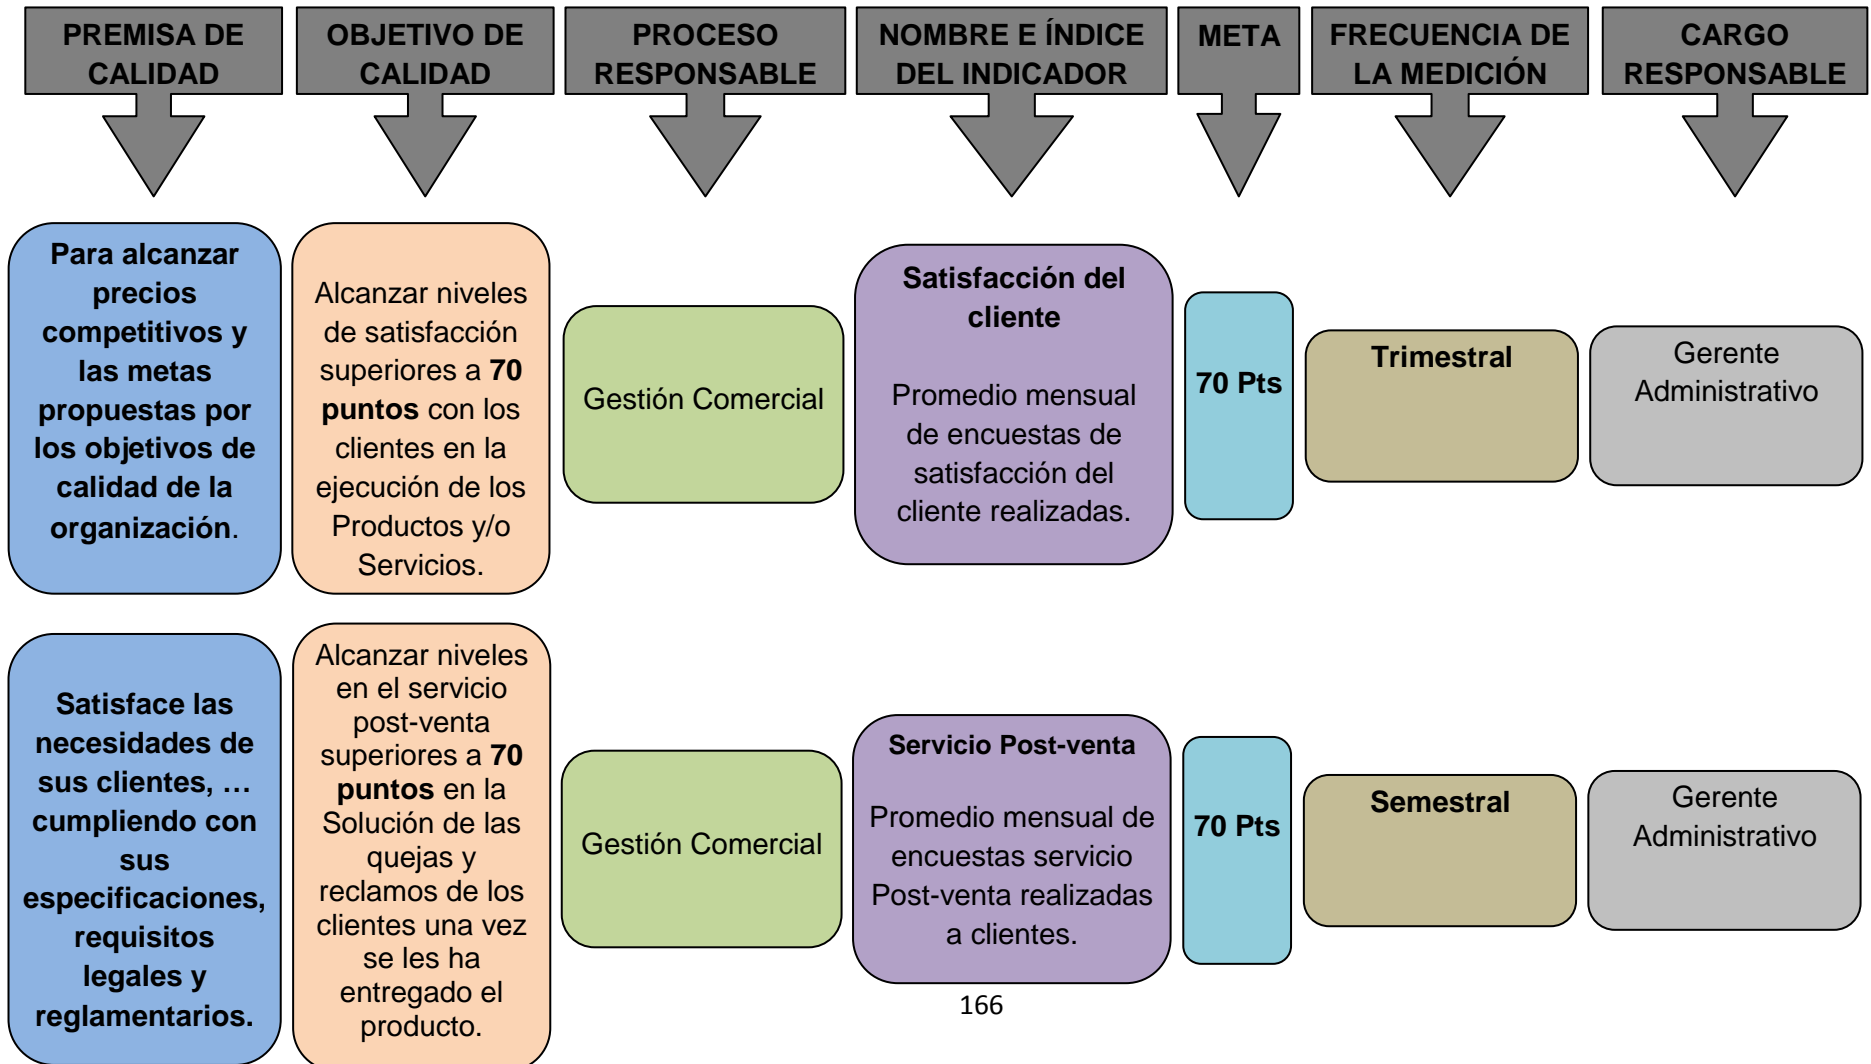 PREMISA DE
CALIDAD
OBJETIVO DE
CALIDAD
PROCESO
RESPONSABLE
NOMBRE E ÍNDICE
DEL INDICADOR
META
FRECUENCIA DE
LA MEDICIÓN
CARGO
RESPONSABLE
Para alcanzar
precios
competitivos y
las metas
propuestas por
los objetivos de
calidad de la
organización.
Alcanzar niveles
de satisfacción
superiores a 70
puntos con los
clientes en la
ejecución de los
Productos y/o
Servicios.
Gestión Comercial
Satisfacción del
cliente
Promedio mensual
de encuestas de
satisfacción del
cliente realizadas.
70 Pts
Trimestral
Gerente
Administrativo
Satisface las
necesidades de
sus clientes, …
cumpliendo con
sus
especificaciones,
requisitos
legales y
reglamentarios.
Alcanzar niveles
en el servicio
post-venta
superiores a 70
puntos en la
Solución de las
quejas y
reclamos de los
clientes una vez
se les ha
entregado el
producto.
Gestión Comercial
Servicio Post-venta
Promedio mensual de
encuestas servicio
Post-venta realizadas
a clientes.
70 Pts
Semestral
Gerente
Administrativo
166